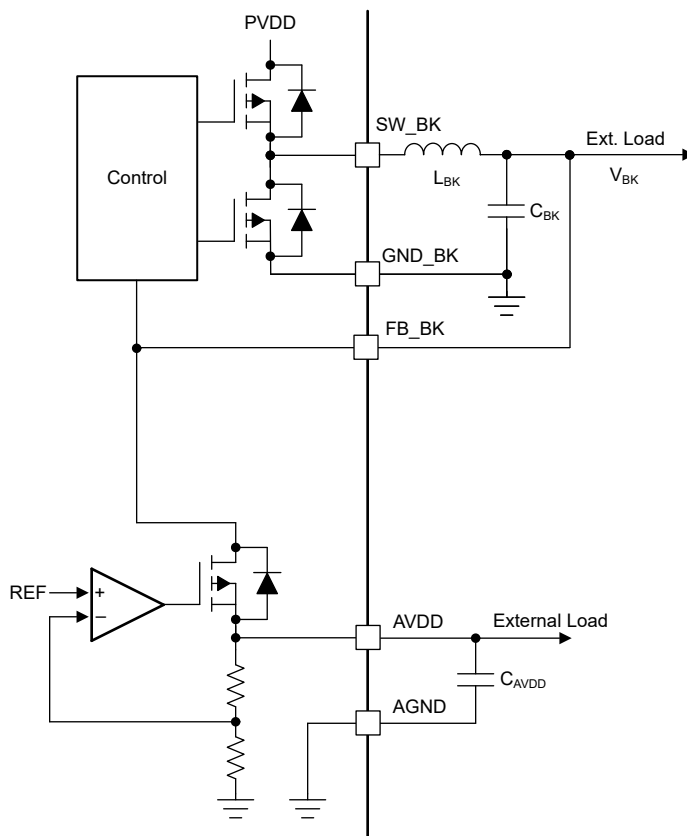 PVDD
Control
SW_BK
Ext. Load
L_BK
V_BK
C_BK
GND_BK
FB_BK
REF
+
−
AVDD
External Load
C_AVDD
AGND